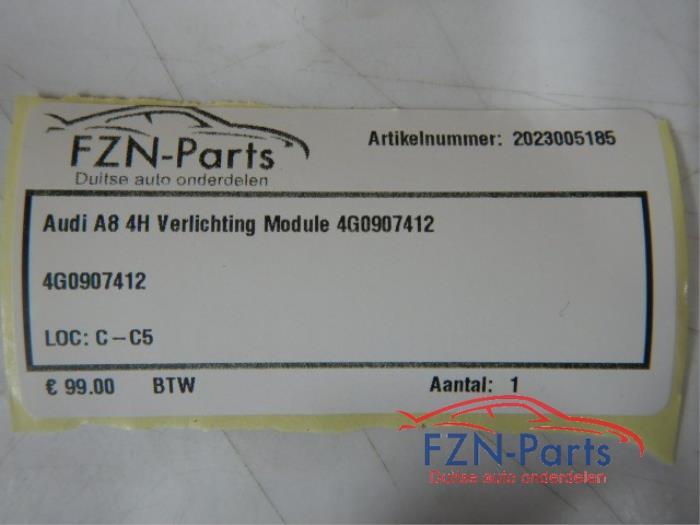 FZN-Parts
Duitse auto onderdelen
Artikelnummer: 2023005185
Audi A8 4H Verlichting Module 4G0907412
4G0907412
LOC: C-C5
€ 99.00 BTW Aantal: 1
FZN-Parts
Duitse auto onderdelen